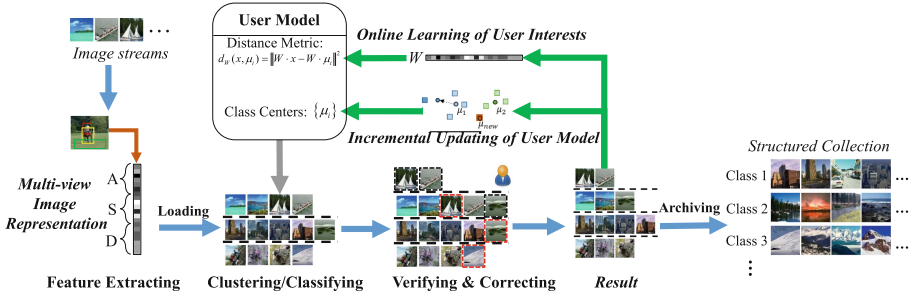 Image streams
...
User Model
Distance Metric:
d_W(x, μ_i) = ‖W · x − W · μ_i‖²
Class Centers: {μ_i}
Online Learning of User Interests
W
μ_1
μ_2
μ_new
Incremental Updating of User Model
Multi-view
Image
Representation
A
S
D
Feature Extracting
Loading
Clustering/Classifying
Verifying & Correcting
Result
Archiving
Structured Collection
Class 1
...
Class 2
...
Class 3
...
⋮